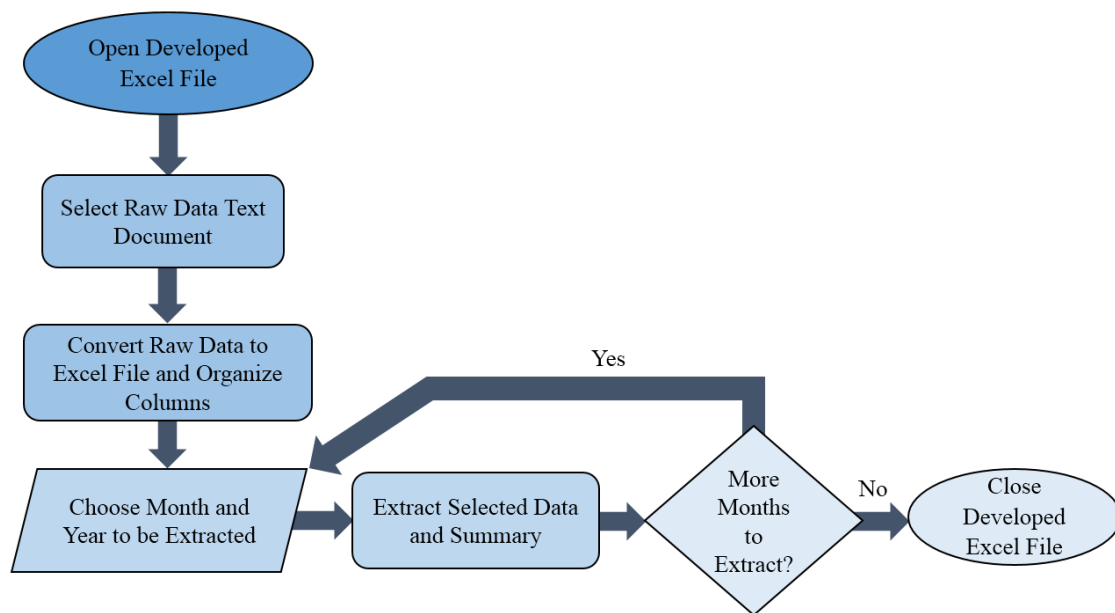 Open Developed
Excel File
Select Raw Data Text
Document
Convert Raw Data to
Excel File and Organize
Columns
Yes
Choose Month and
Year to be Extracted
Extract Selected Data
and Summary
More
Months
to
Extract?
No
Close
Developed
Excel File